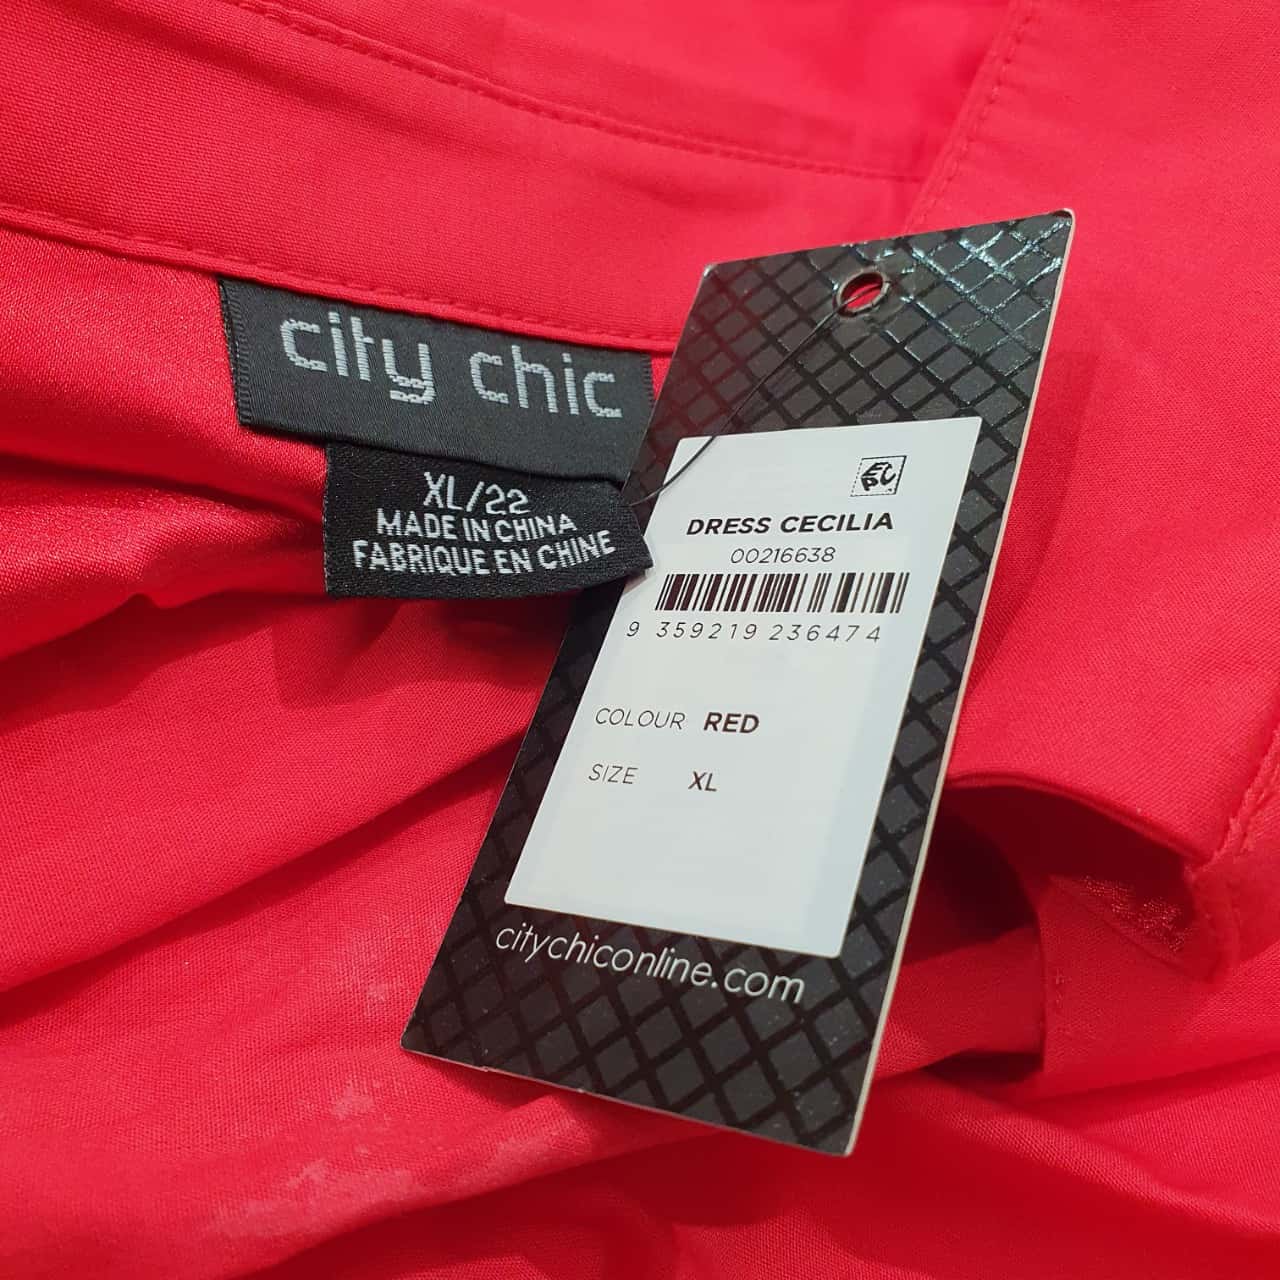 city chic
XL/22
MADE IN CHINA
FABRIQUE EN CHINE
DRESS CECILIA
00216638
9 359219 236474
COLOUR RED
SIZE XL
citychiconline.com